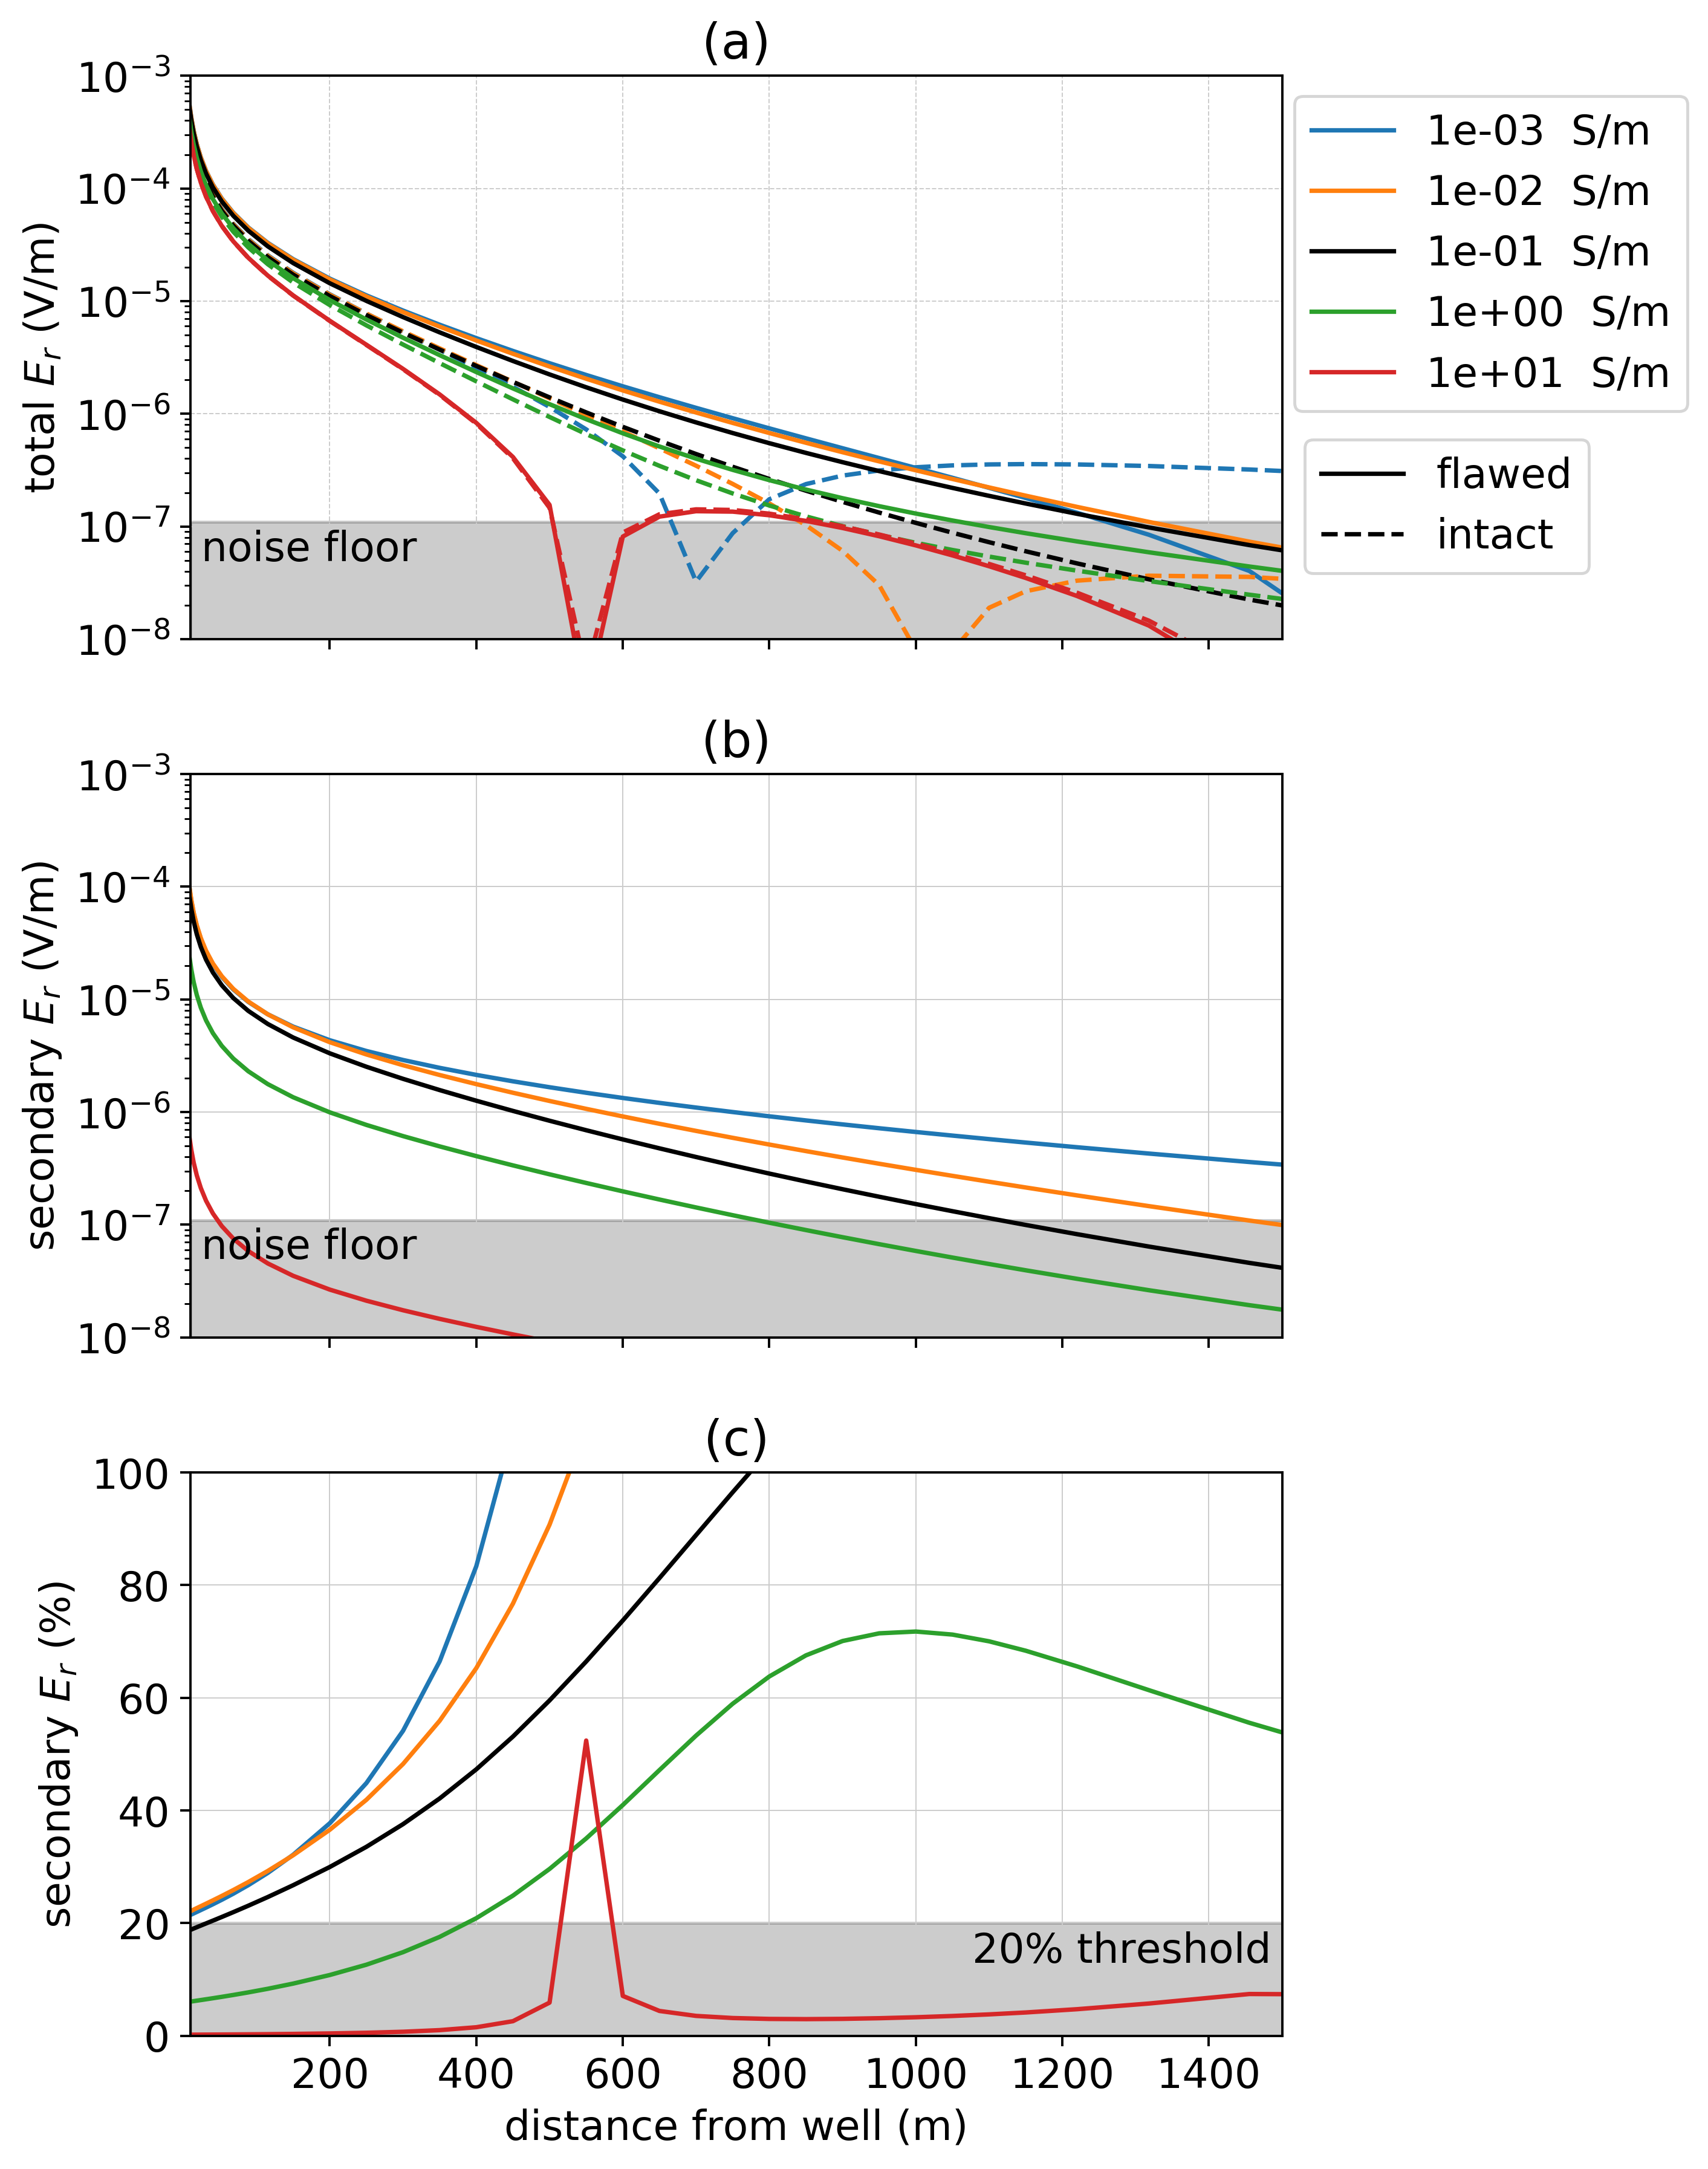 (a)
10⁻³
10⁻⁴
10⁻⁵
10⁻⁶
10⁻⁷
10⁻⁸
total Eᵣ (V/m)
noise floor
1e-03 S/m
1e-02 S/m
1e-01 S/m
1e+00 S/m
1e+01 S/m
flawed
intact
(b)
10⁻³
10⁻⁴
10⁻⁵
10⁻⁶
10⁻⁷
10⁻⁸
secondary Eᵣ (V/m)
noise floor
(c)
100
80
60
40
20
0
secondary Eᵣ (%)
20% threshold
200 400 600 800 1000 1200 1400
distance from well (m)